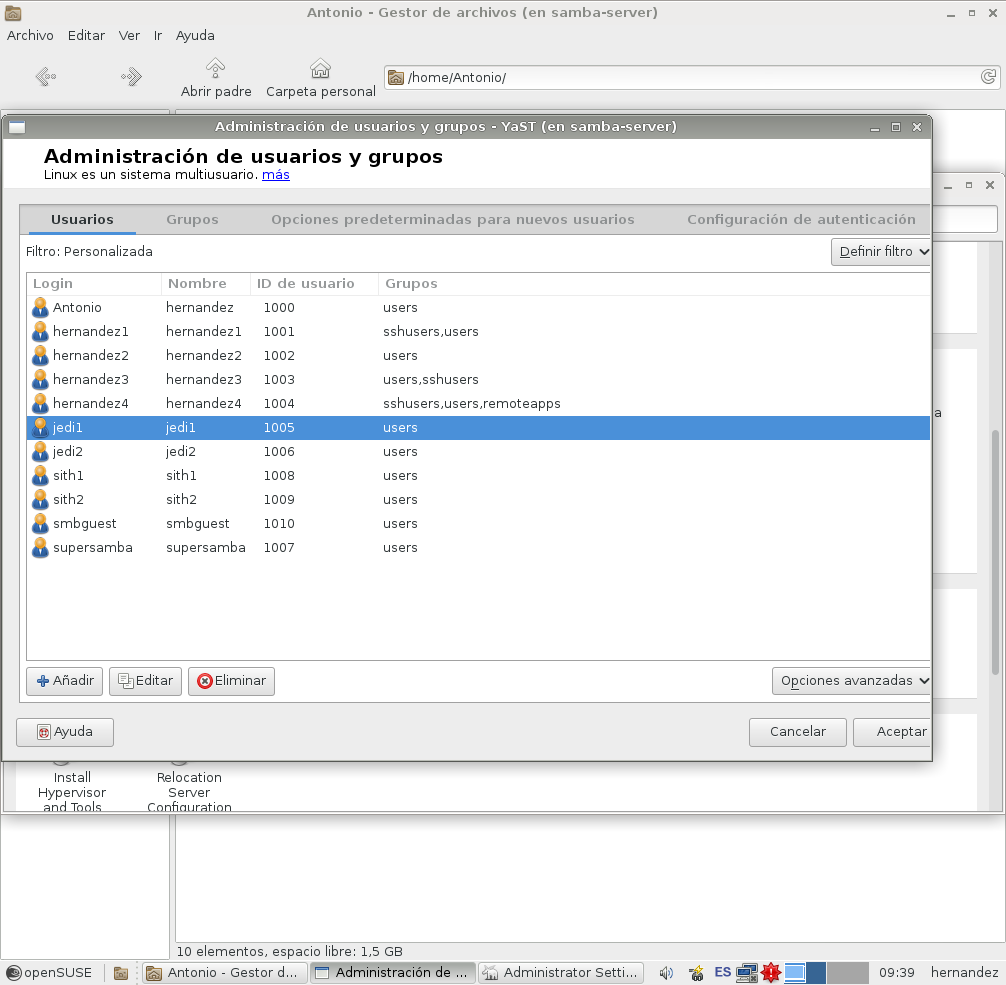 Antonio - Gestor de archivos (en samba-server)
Archivo Editar Ver Ir Ayuda
Abrir padre Carpeta personal /home/Antonio/
Administración de usuarios y grupos - YaST (en samba-server)
Administración de usuarios y grupos
Linux es un sistema multiusuario. más
Usuarios Grupos Opciones predeterminadas para nuevos usuarios Configuración de autenticación
Filtro: Personalizada Definir filtro
Login Nombre ID de usuario Grupos
Antonio hernandez 1000 users
hernandez1 hernandez1 1001 sshusers,users
hernandez2 hernandez2 1002 users
hernandez3 hernandez3 1003 users,sshusers
hernandez4 hernandez4 1004 sshusers,users,remoteapps
a
jedi1 jedi1 1005 users
jedi2 jedi2 1006 users
sith1 sith1 1008 users
sith2 sith2 1009 users
smbguest smbguest 1010 users
supersamba supersamba 1007 users
Añadir Editar Eliminar Opciones avanzadas
Ayuda Cancelar Aceptar
Install Relocation
Hypervisor Server
and Tools Configuration
10 elementos, espacio libre: 1,5 GB
openSUSE Antonio - Gestor d... Administración de ... Administrator Setti... ES 09:39 hernandez